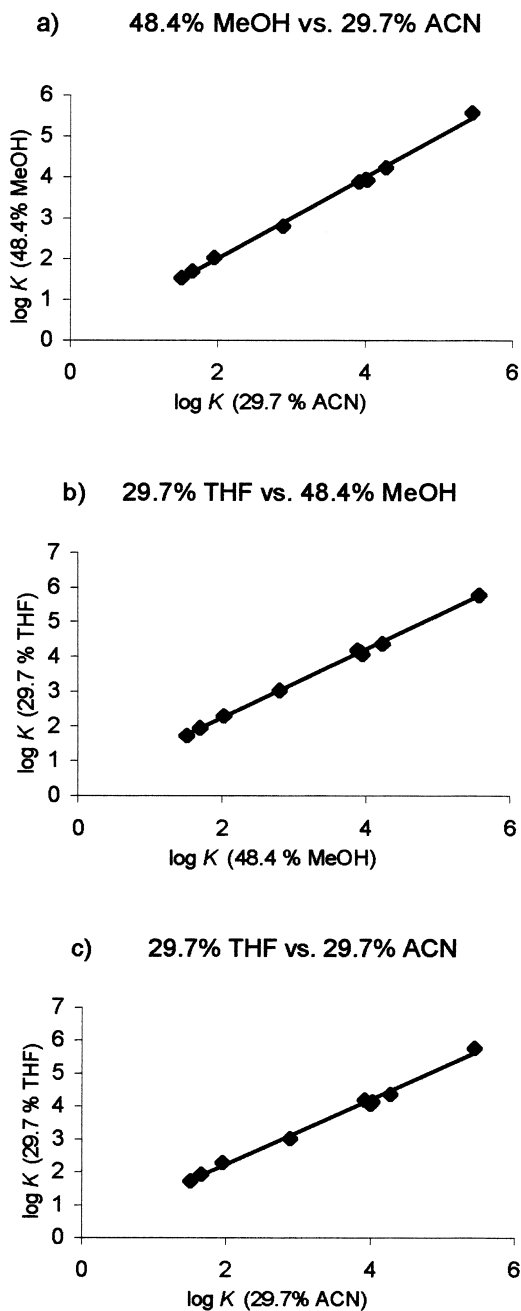 a) 48.4% MeOH vs. 29.7% ACN
6
5
4
3
2
1
0
log K (48.4% MeOH)
0 2 4 6
log K (29.7 % ACN)
b) 29.7% THF vs. 48.4% MeOH
7
6
5
4
3
2
1
0
log K (29.7 % THF)
0 2 4 6
log K (48.4 % MeOH)
c) 29.7% THF vs. 29.7% ACN
7
6
5
4
3
2
1
0
log K (29.7 % THF)
0 2 4 6
log K (29.7% ACN)